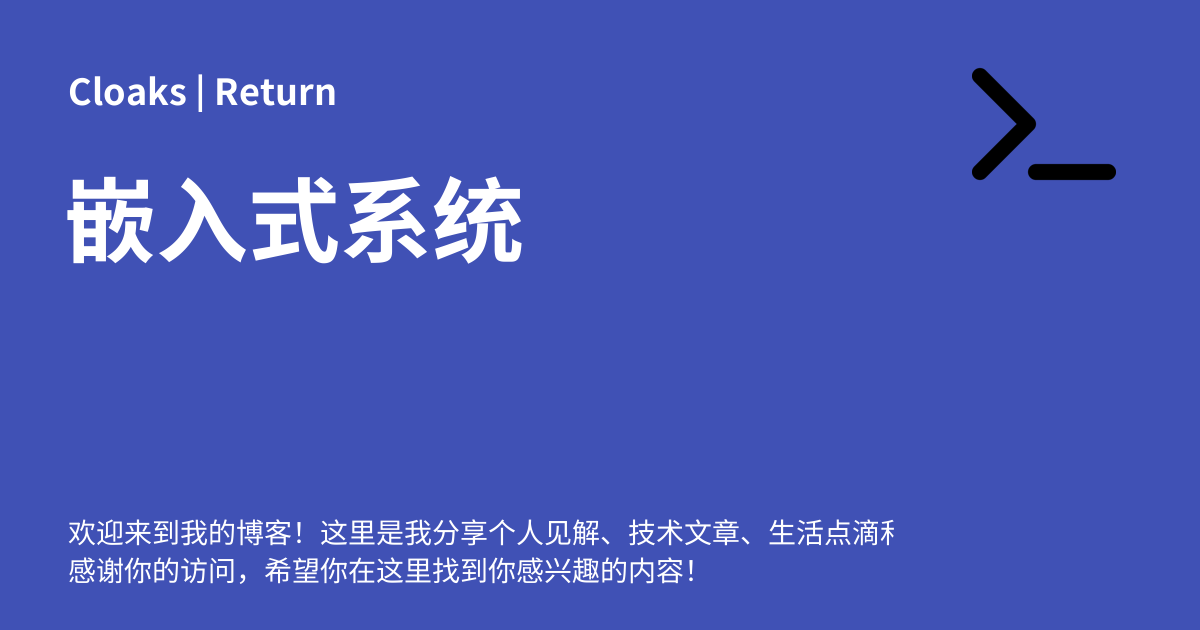 Cloaks | Return
嵌入式系统
欢迎来到我的博客！这里是我分享个人见解、技术文章、生活点滴
感谢你的访问，希望你在这里找到你感兴趣的内容！